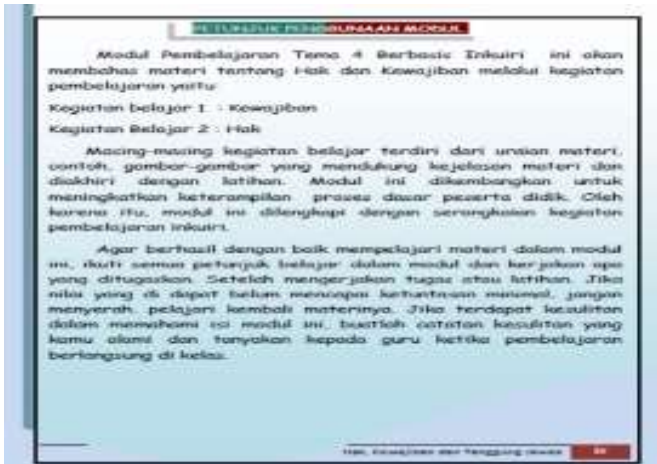 PETUNJUK PENGGUNAAN MODUL
Modul Pembelajaran Tema 4 Berbasis Inkuiri ini akan
membahas materi tentang Hak dan Kewajiban melalui kegiatan
pembelajaran yaitu
Kegiatan belajar 1 : Kewajiban
Kegiatan Belajar 2 : Hak
Macing-macing kegiatan belajar terdiri dari uraian materi,
contoh, gambar-gambar yang mendukung kejelasan materi dan
diakhiri dengan latihan. Modul ini dikembangkan untuk
meningkatkan keterampilan proses dasar peserta didik. Oleh
karena itu, modul ini dilengkapi dengan serangkaian kegiatan
pembelajaran inkuiri.
Agar berhasil dengan baik mempelajari materi dalam modul
ini, ikuti semua petunjuk belajar dalam modul dan kerjakan apa
yang ditugaskan. Setelah mengerjakan tugas atau latihan. Jika
nilai yang di dapat belum mencapai ketuntasan minimal, jangan
menyerah, pelajari kembali materinya. Jika terdapat kesulitan
dalam memahami isi modul ini, buatlah catatan kesulitan yang
kamu alami dan tanyakan kepada guru ketika pembelajaran
berlangsung di kelas.
Hak, Kewajiban dan Tanggung Jawab